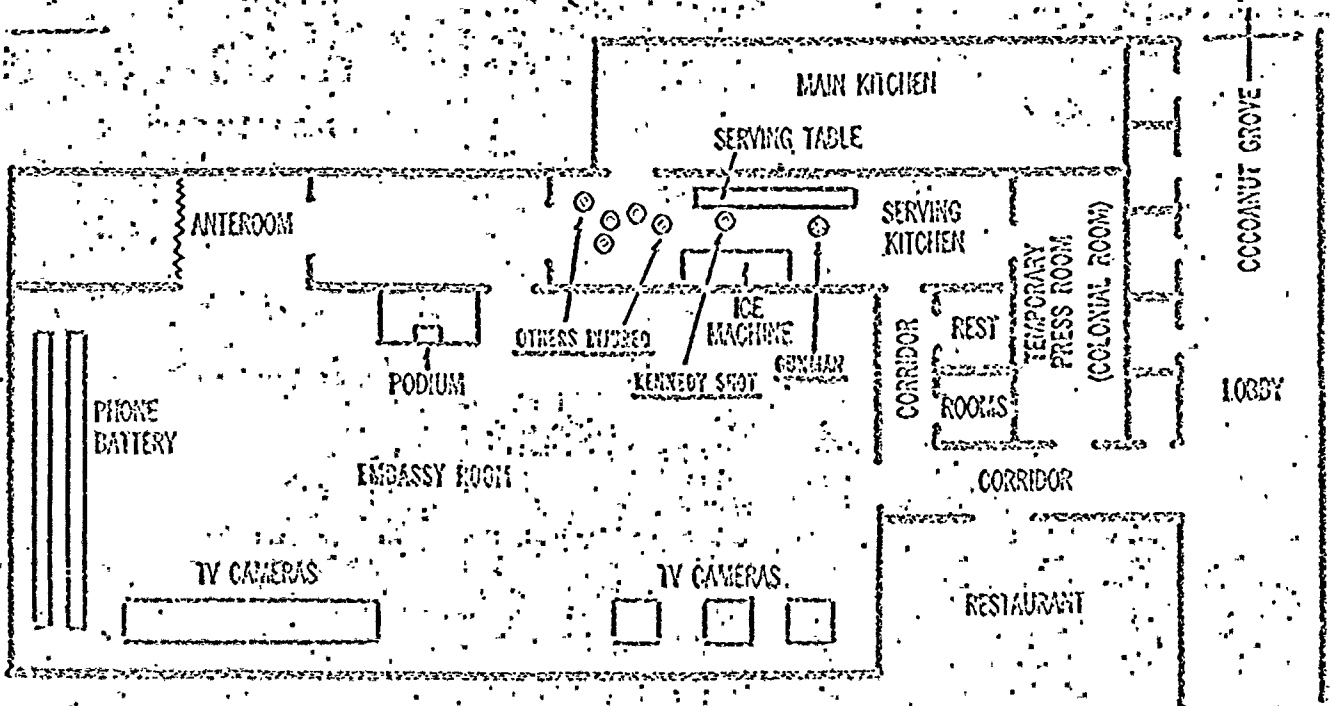 MAIN KITCHEN
SERVING TABLE
COCOANUT GROVE
ANTEROOM
SERVING
KITCHEN
TEMPORARY
PRESS ROOM
(COLONIAL ROOM)
OTHERS INJURED
ICE
MACHINE
KENNEDY SHOT
GUNMAN
CORRIDOR
REST
ROOMS
PODIUM
LOBBY
PHONE
BATTERY
EMBASSY ROOM
CORRIDOR
TV CAMERAS
TV CAMERAS
RESTAURANT